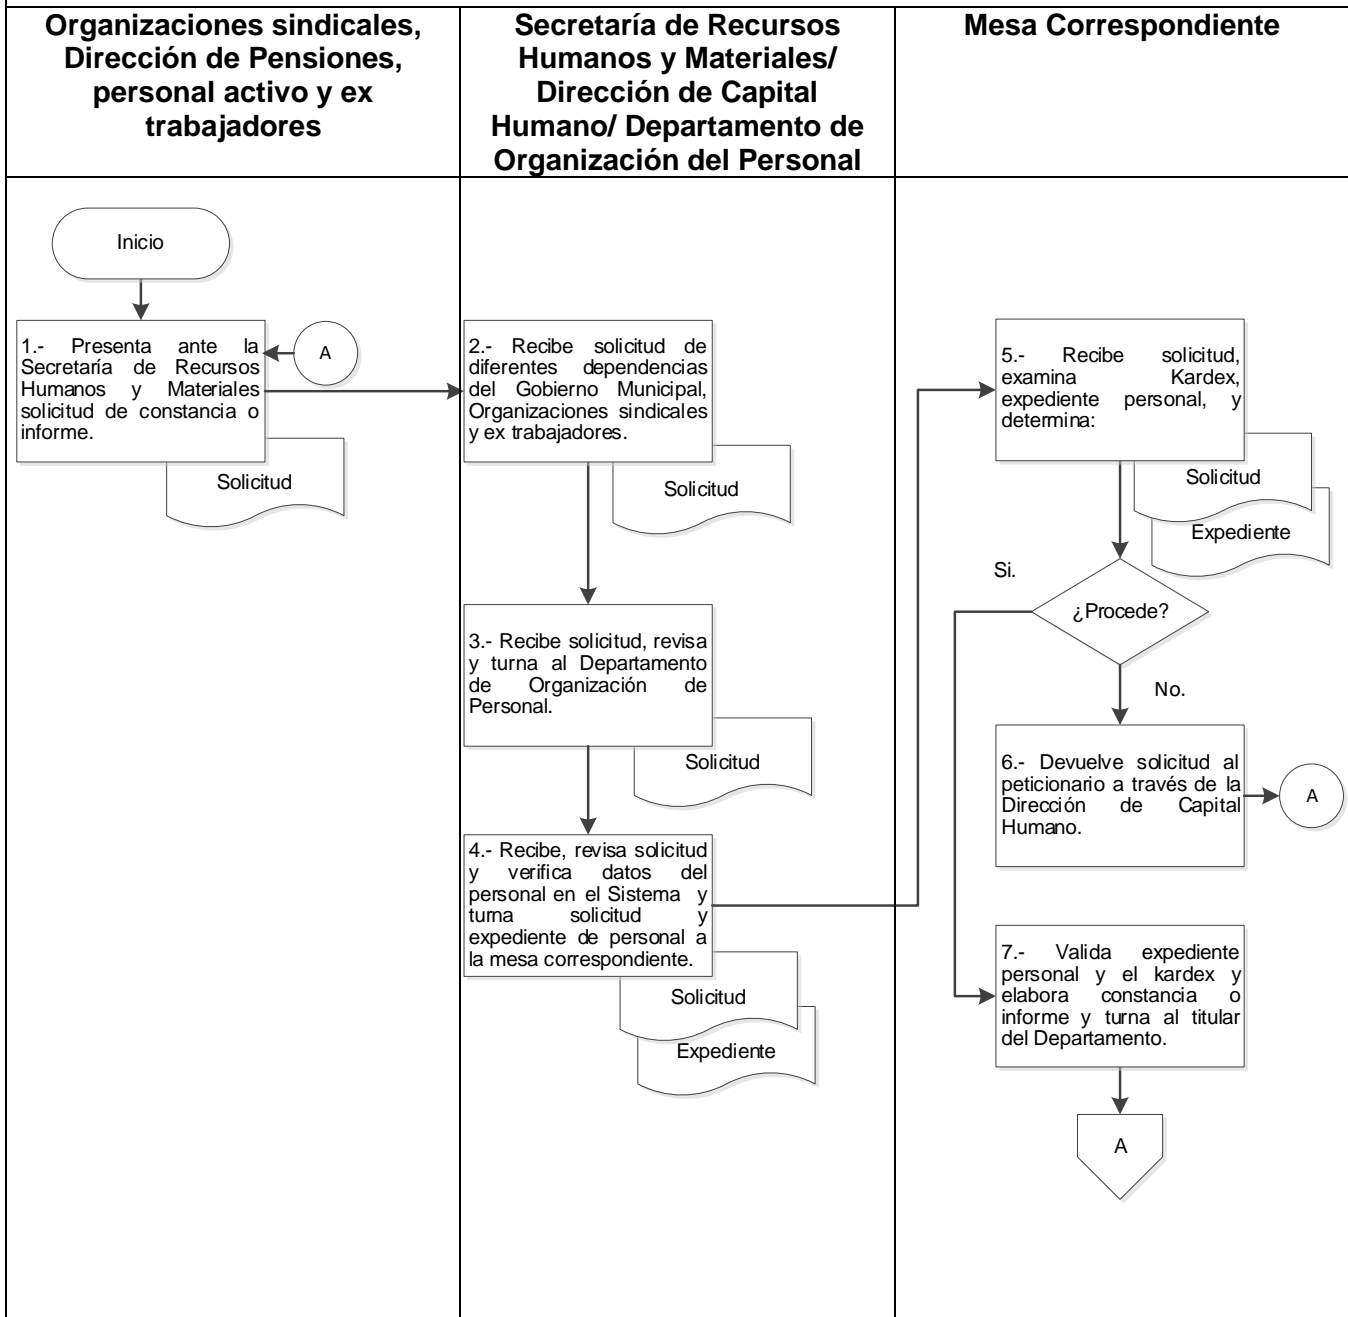 Organizaciones sindicales,
Dirección de Pensiones,
personal activo y ex
trabajadores
Secretaría de Recursos
Humanos y Materiales/
Dirección de Capital
Humano/ Departamento de
Organización del Personal
Mesa Correspondiente
Inicio
1.- Presenta ante la
Secretaría de Recursos
Humanos y Materiales
solicitud de constancia o
informe.
A
Solicitud
2.- Recibe solicitud de
diferentes dependencias
del Gobierno Municipal,
Organizaciones sindicales
y ex trabajadores.
Solicitud
3.- Recibe solicitud, revisa
y turna al Departamento
de Organización de
Personal.
Solicitud
4.- Recibe, revisa solicitud
y verifica datos del
personal en el Sistema y
turna solicitud y
expediente de personal a
la mesa correspondiente.
Solicitud
Expediente
5.- Recibe solicitud,
examina Kardex,
expediente personal, y
determina:
Solicitud
Expediente
Si.
¿Procede?
No.
6.- Devuelve solicitud al
peticionario a través de la
Dirección de Capital
Humano.
A
7.- Valida expediente
personal y el kardex y
elabora constancia o
informe y turna al titular
del Departamento.
A